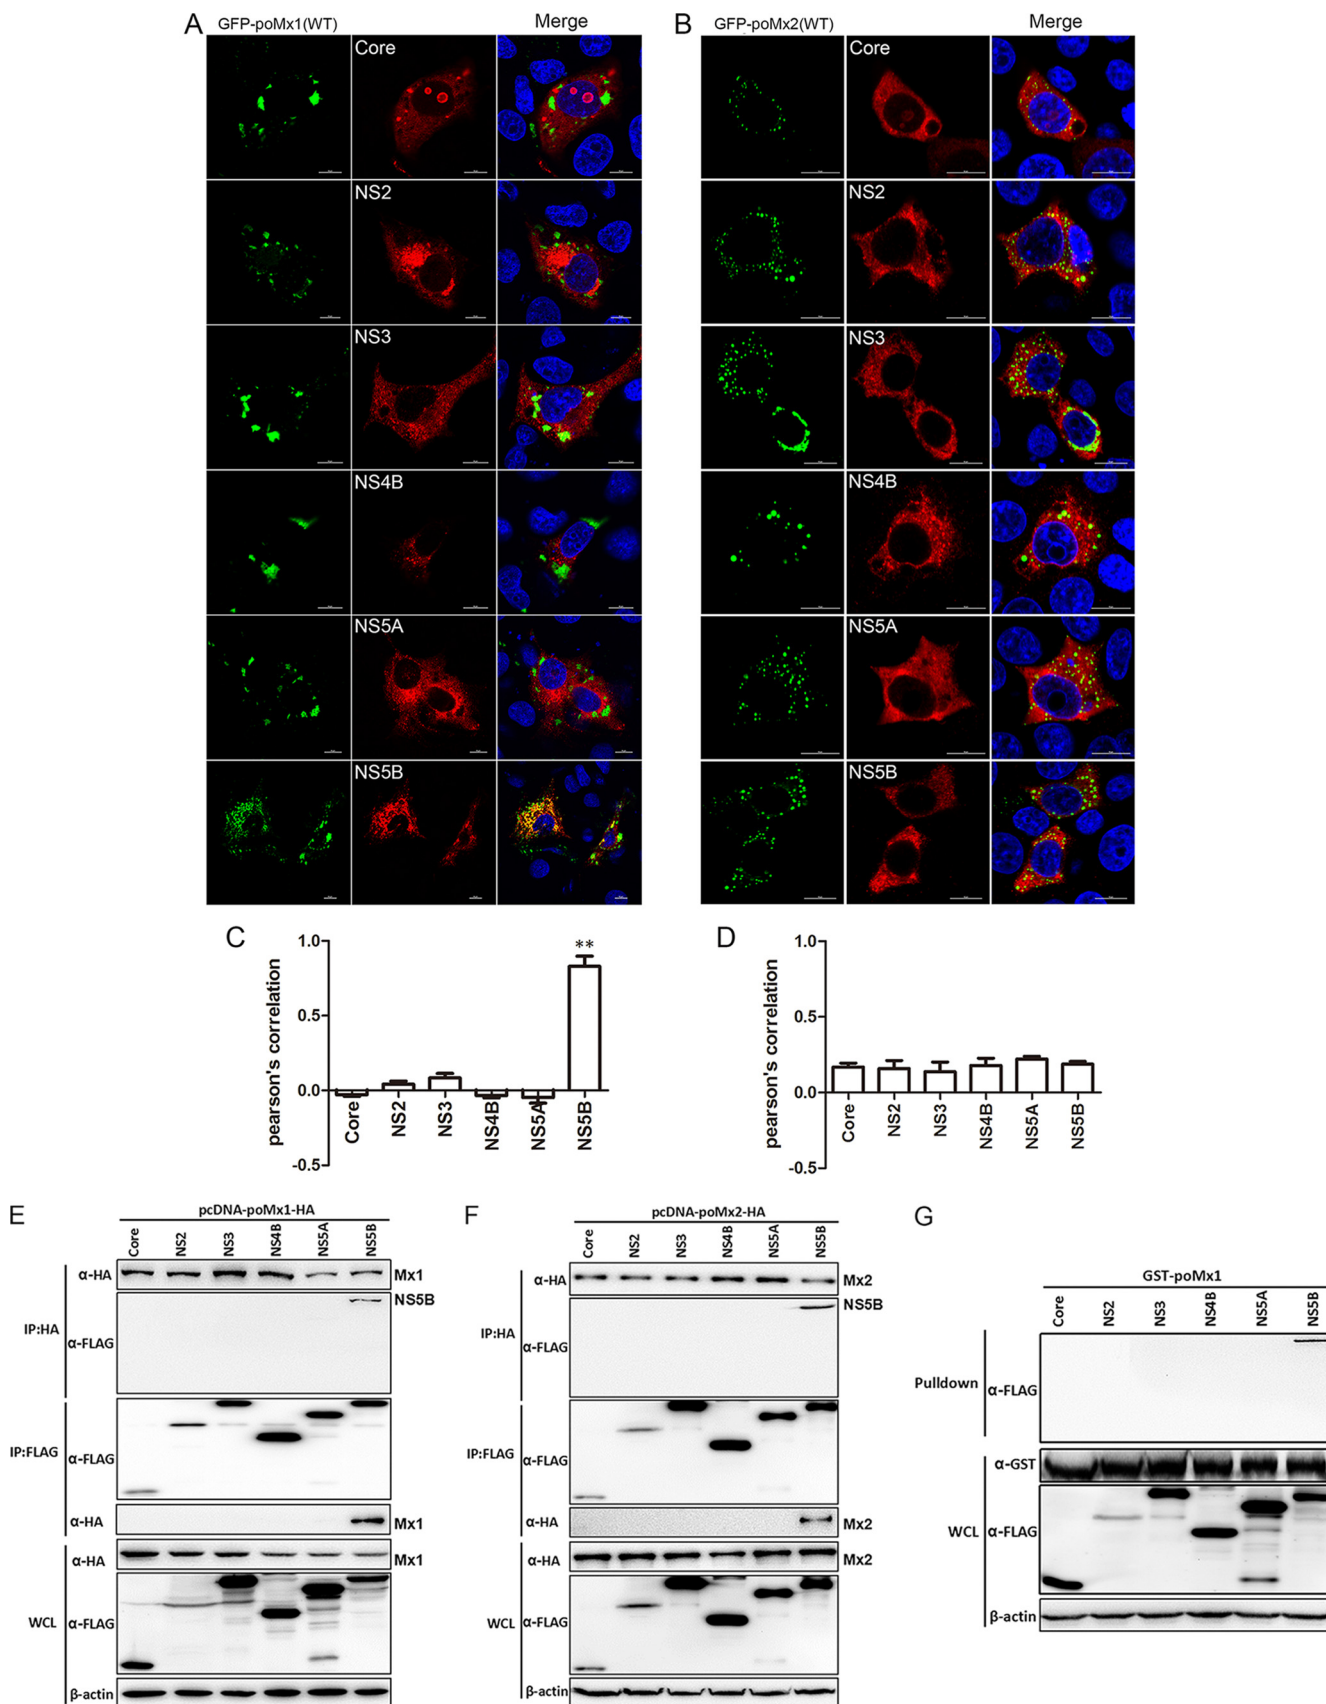 A GFP-poMx1(WT) Merge
Core
NS2
NS3
NS4B
NS5A
NS5B
B GFP-poMx2(WT) Merge
Core
NS2
NS3
NS4B
NS5A
NS5B
C
pearson's correlation
1.0
0.5
0.0
-0.5
**
Core NS2 NS3 NS4B NS5A NS5B
D
pearson's correlation
1.0
0.5
0.0
-0.5
Core NS2 NS3 NS4B NS5A NS5B
E
pcDNA-poMx1-HA
Core NS2 NS3 NS4B NS5A NS5B
IP:HA
α-HA Mx1
α-FLAG NS5B
IP:FLAG
α-FLAG
α-HA Mx1
WCL
α-HA Mx1
α-FLAG
β-actin
F
pcDNA-poMx2-HA
Core NS2 NS3 NS4B NS5A NS5B
IP:HA
α-HA Mx2
α-FLAG NS5B
IP:FLAG
α-FLAG
α-HA Mx2
WCL
α-HA Mx2
α-FLAG
β-actin
G
GST-poMx1
Core NS2 NS3 NS4B NS5A NS5B
Pulldown
α-FLAG
WCL
α-GST
α-FLAG
β-actin